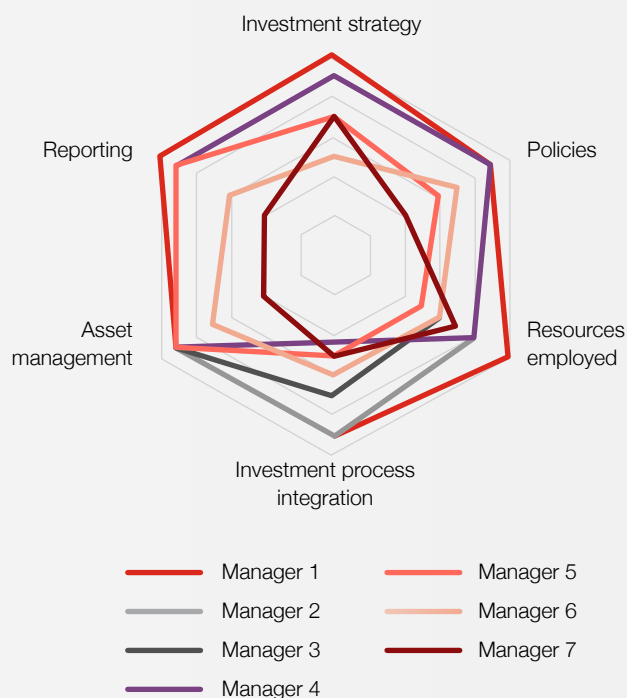 Investment strategy
Reporting
Policies
Asset
management
Resources
employed
Investment process
integration
Manager 1
Manager 5
Manager 2
Manager 6
Manager 3
Manager 7
Manager 4